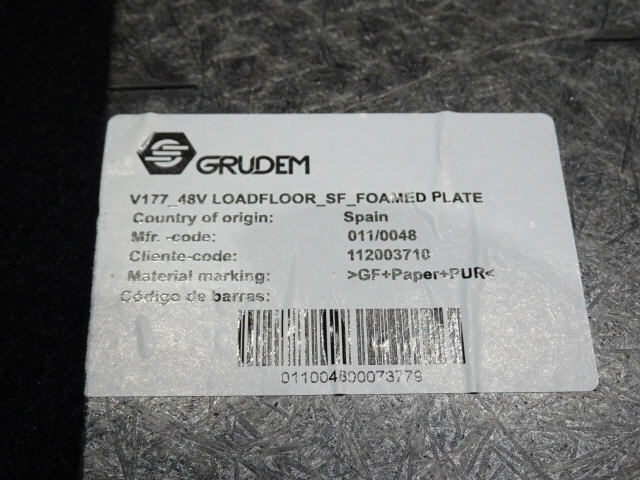 GRUDEM
V177_48V LOADFLOOR_SF_FOAMED PLATE
Country of origin: Spain
Mfr. -code: 011/0048
Cliente-code: 112003710
Material marking: >GF+Paper+PUR<
Código de barras:
011004800073779